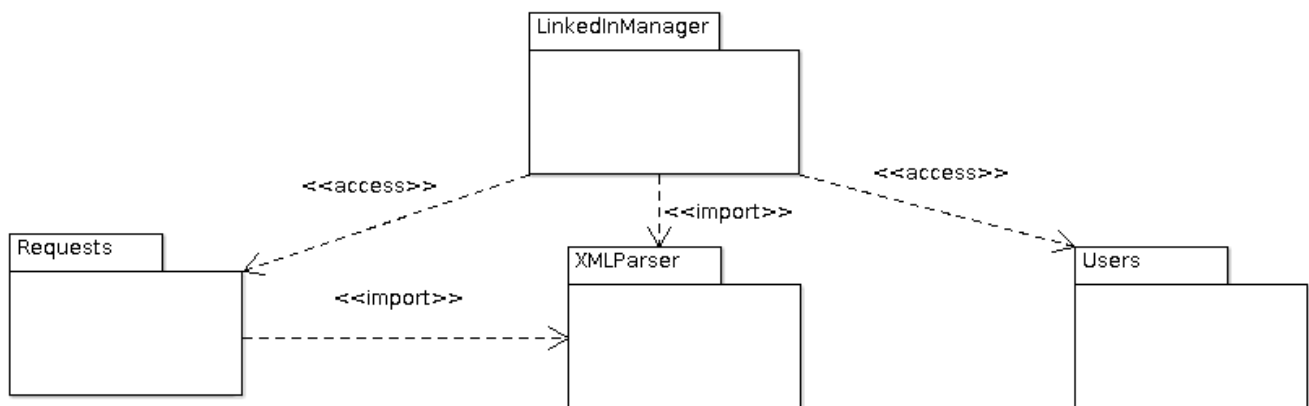 LinkedInManager
<<access>>
<<access>>
<<import>>
Requests
XMLParser
Users
<<import>>